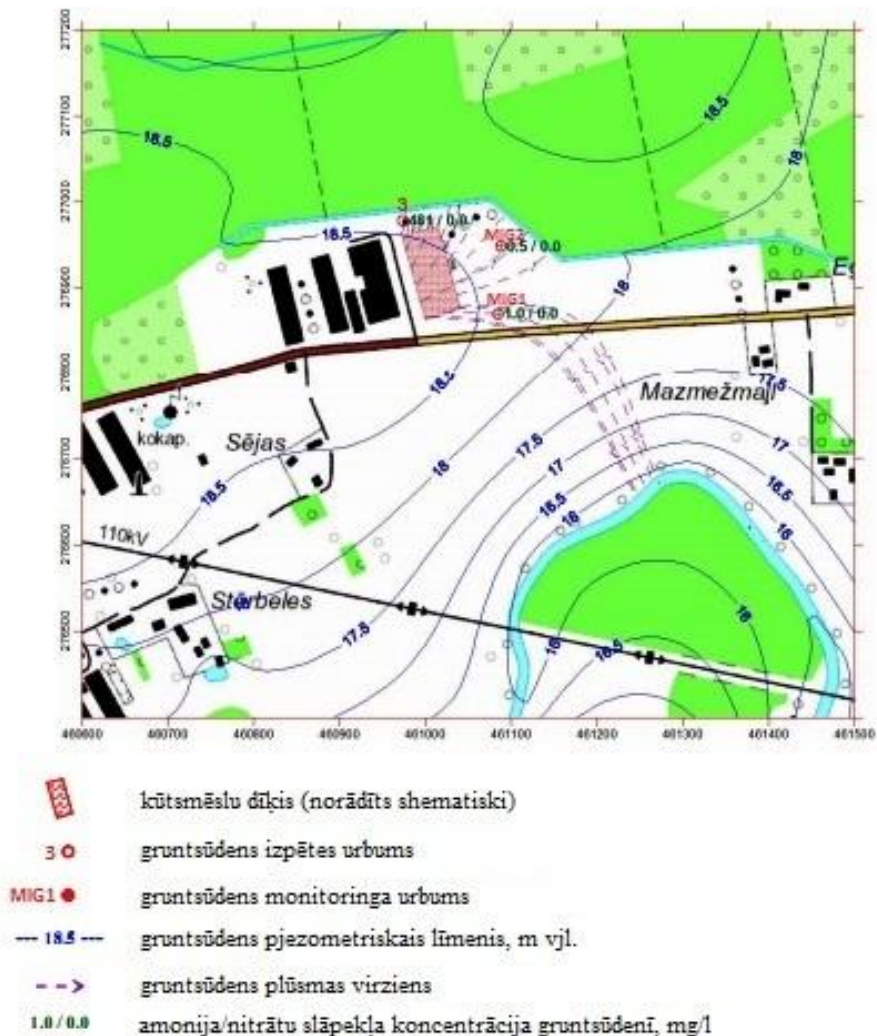 277200
277100
277000
276900
276800
276700
276600
276500
18.5
18.5
18
3
481 / 0.0
18.5
MIG2
0.5 / 0.0
MIG1
1.0 / 0.0
18
18.5
Mazmežmaļi
17.5
kokap.
Sējas
17.5
17
18
17
18.5
16.5
16.5
16
16
110kV
Stērbeles
18
17.5
16
16
16.5
460600 460700 460800 460900 461000 461100 461200 461300 461400 461500
kūtsmēslu dīķis (norādīts shematiski)
3 gruntsūdens izpētes urbums
MIG1 gruntsūdens monitoringa urbums
--- 18.5 --- gruntsūdens pjezometriskais līmenis, m vjl.
gruntsūdens plūsmas virziens
1.0 / 0.0 amonija/nitrātu slāpekļa koncentrācija gruntsūdenī, mg/l